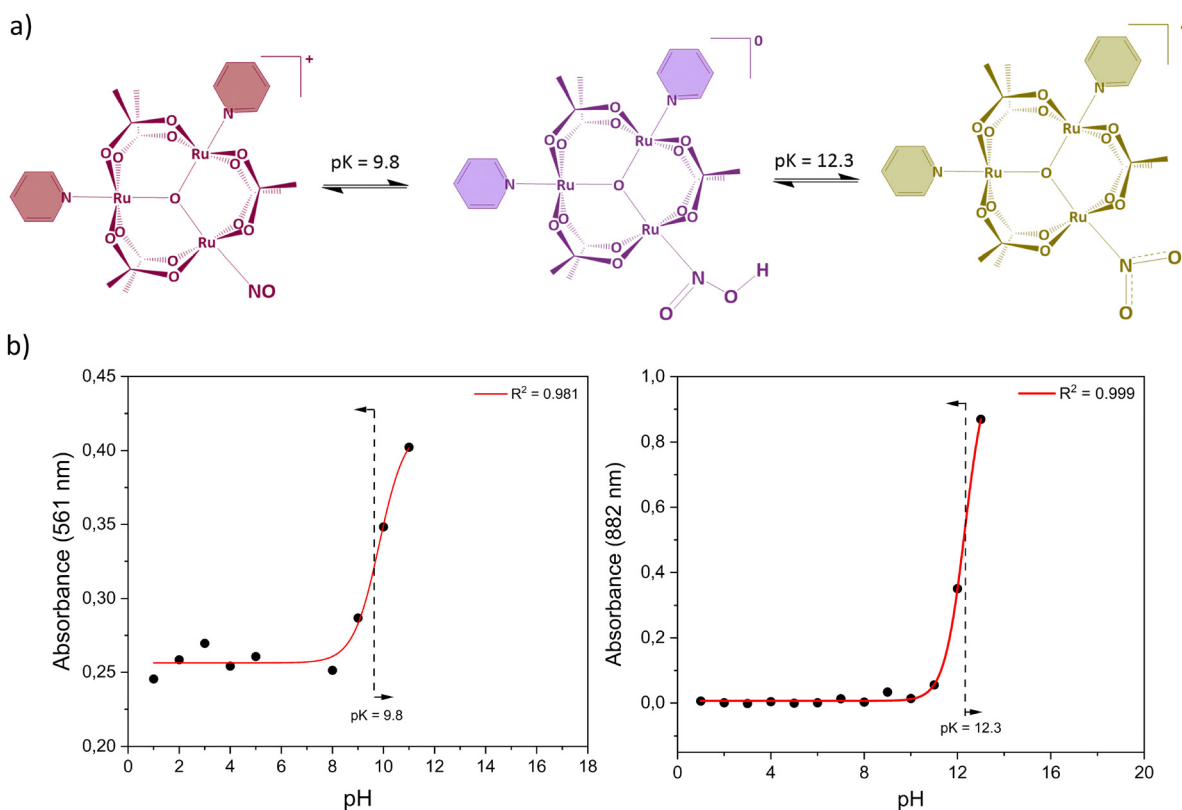 a)
+
0
-
N
N
O
O
O
O
O
O
O
O
O
O
O
O
O
Ru
Ru
Ru
NO
pK = 9.8
N
N
O
O
O
O
O
O
O
O
O
O
O
O
O
Ru
Ru
Ru
N
O
O
H
pK = 12.3
N
N
O
O
O
O
O
O
O
O
O
O
O
O
O
Ru
Ru
Ru
N
O
O
b)
Absorbance (561 nm)
0,45
0,40
0,35
0,30
0,25
0,20
R² = 0.981
pK = 9.8
0 2 4 6 8 10 12 14 16 18
pH
Absorbance (882 nm)
1,0
0,8
0,6
0,4
0,2
0,0
R² = 0.999
pK = 12.3
0 4 8 12 16 20
pH